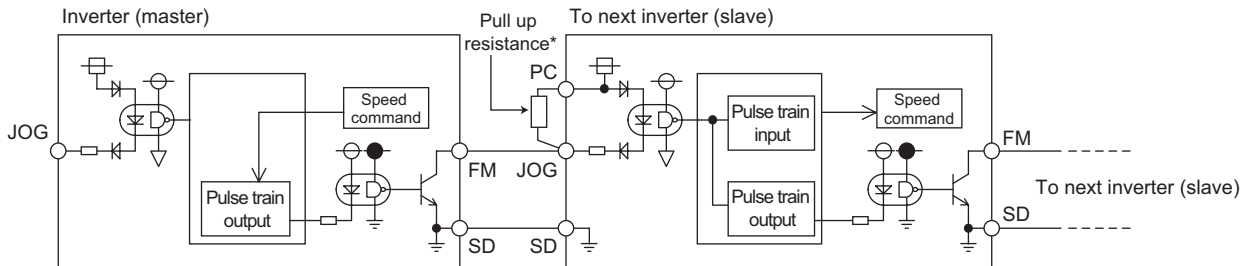 Inverter (master)
Pull up
resistance*
To next inverter (slave)
PC
JOG
Speed
command
Pulse train
output
FM
SD
JOG
SD
Pulse train
input
Speed
command
Pulse train
output
FM
SD
To next inverter (slave)